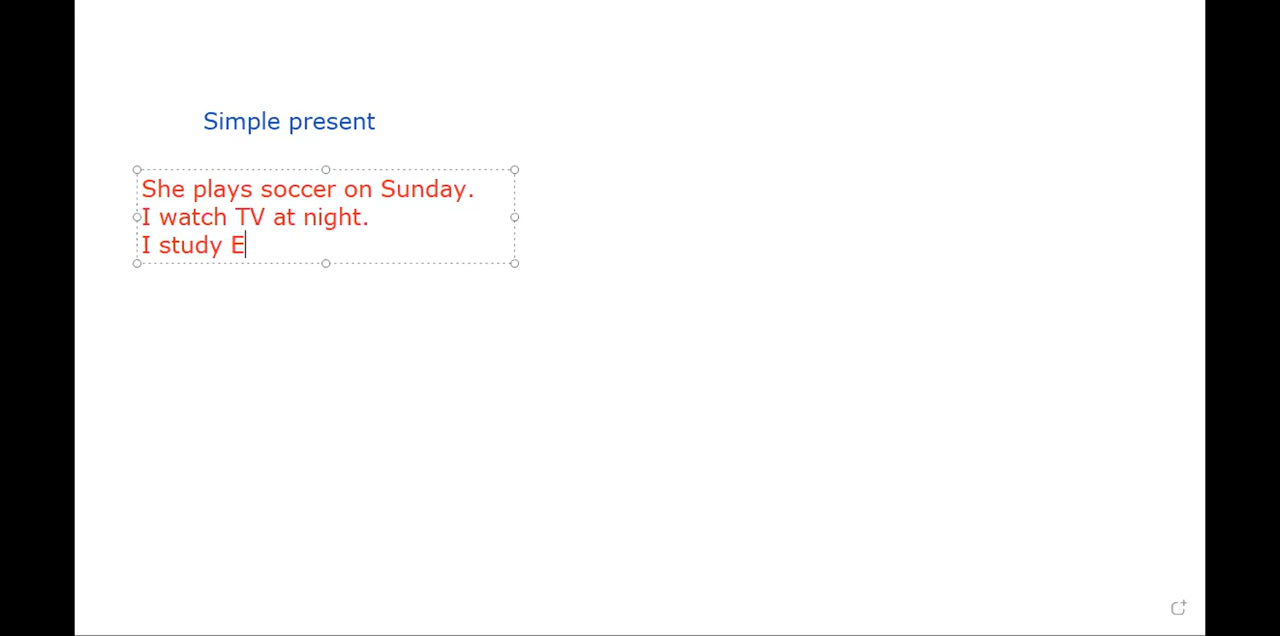 Simple present
She plays soccer on Sunday.
I watch TV at night.
I study E